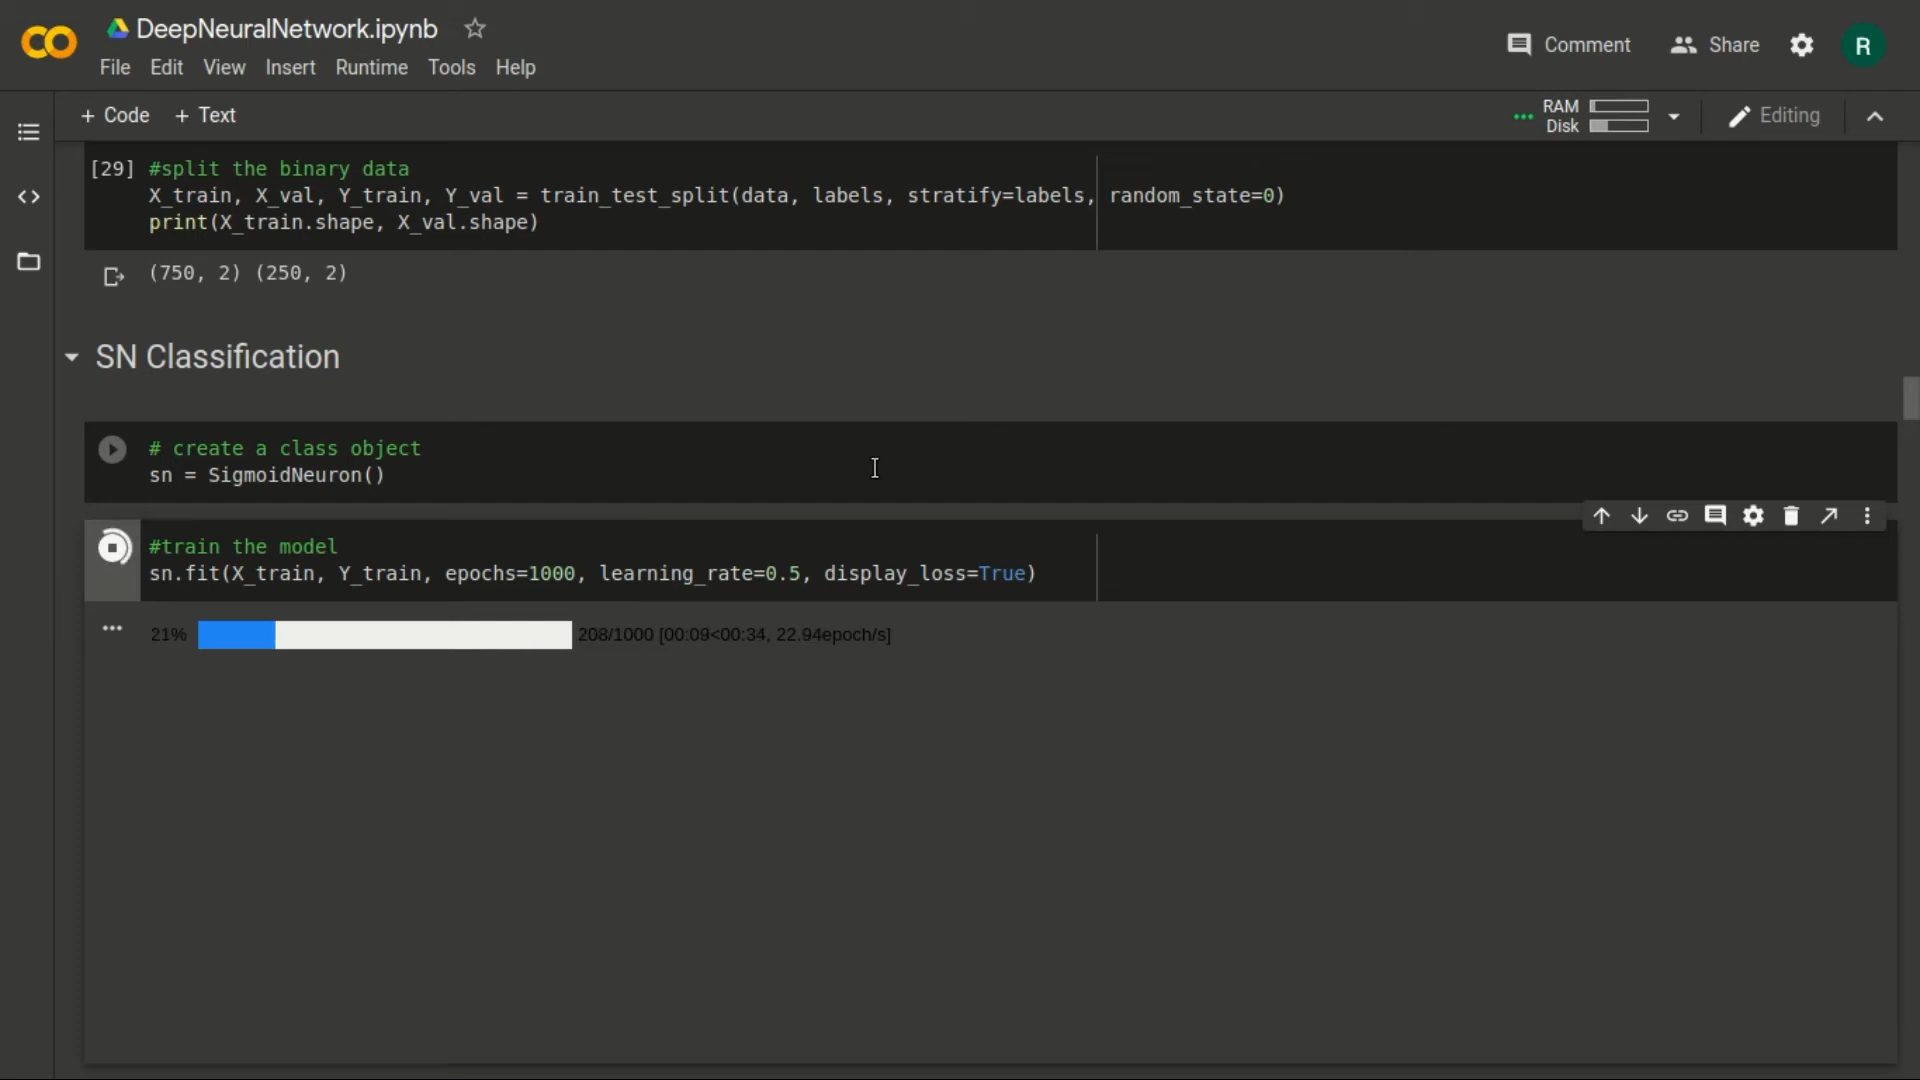 DeepNeuralNetwork.ipynb
File Edit View Insert Runtime Tools Help
Comment Share R
+ Code + Text
RAM
Disk
Editing
[29] #split the binary data
X_train, X_val, Y_train, Y_val = train_test_split(data, labels, stratify=labels, random_state=0)
print(X_train.shape, X_val.shape)
(750, 2) (250, 2)
SN Classification
# create a class object
sn = SigmoidNeuron()
#train the model
sn.fit(X_train, Y_train, epochs=1000, learning_rate=0.5, display_loss=True)
21% 208/1000 [00:09<00:34, 22.94epoch/s]